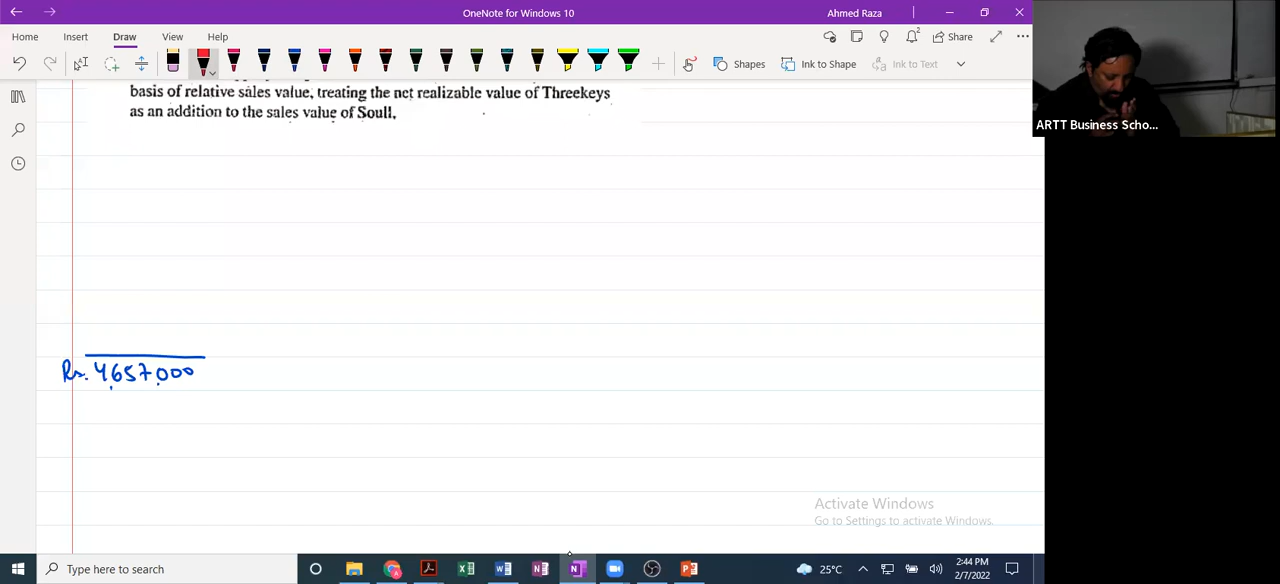 OneNote for Windows 10
Ahmed Raza
Home
Insert
Draw
View
Help
Share
Shapes
Ink to Shape
Ink to Text
basis of relative sales value, treating the net realizable value of Threekeys
as an addition to the sales value of Soull.
Rs. 4,657,000
ARTT Business Scho...
Activate Windows
Go to Settings to activate Windows.
Type here to search
25°C
2:44 PM
2/7/2022